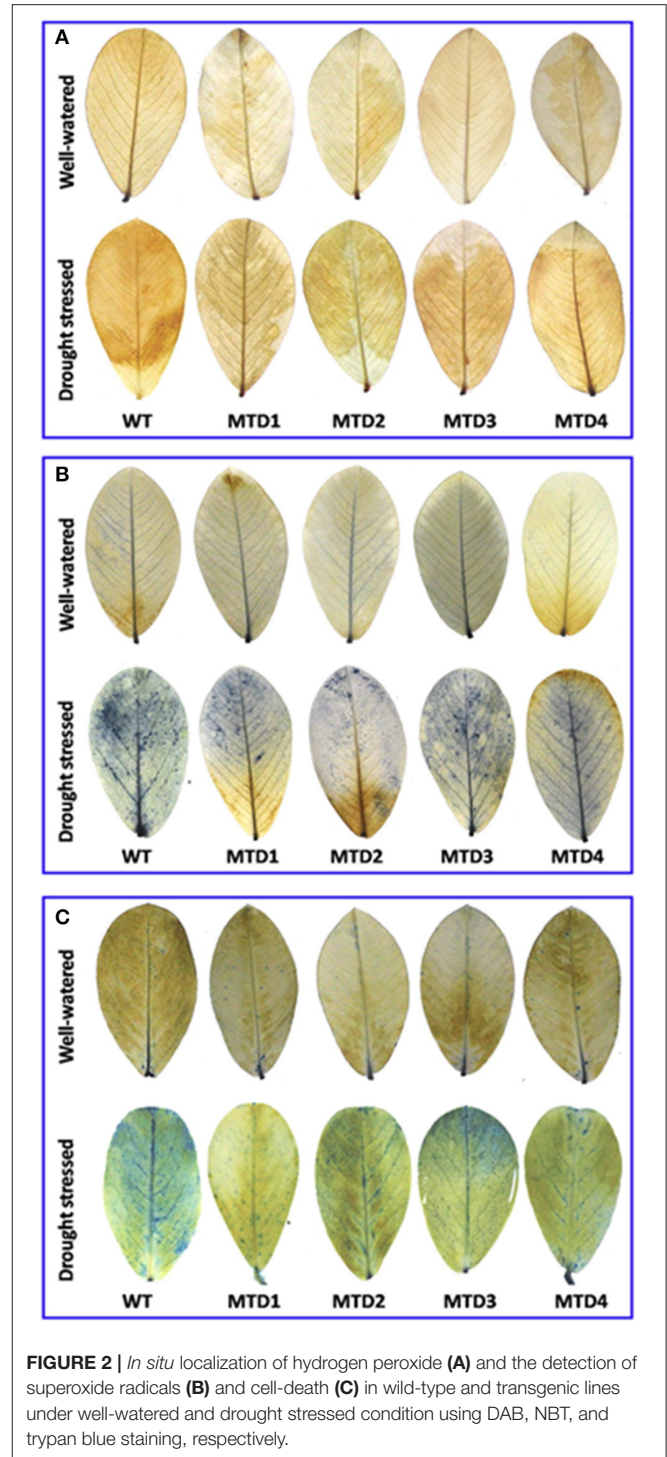 A
Well-watered
Drought stressed
WT MTD1 MTD2 MTD3 MTD4
B
Well-watered
Drought stressed
WT MTD1 MTD2 MTD3 MTD4
C
Well-watered
Drought stressed
WT MTD1 MTD2 MTD3 MTD4
FIGURE 2 | In situ localization of hydrogen peroxide (A) and the detection of
superoxide radicals (B) and cell-death (C) in wild-type and transgenic lines
under well-watered and drought stressed condition using DAB, NBT, and
trypan blue staining, respectively.